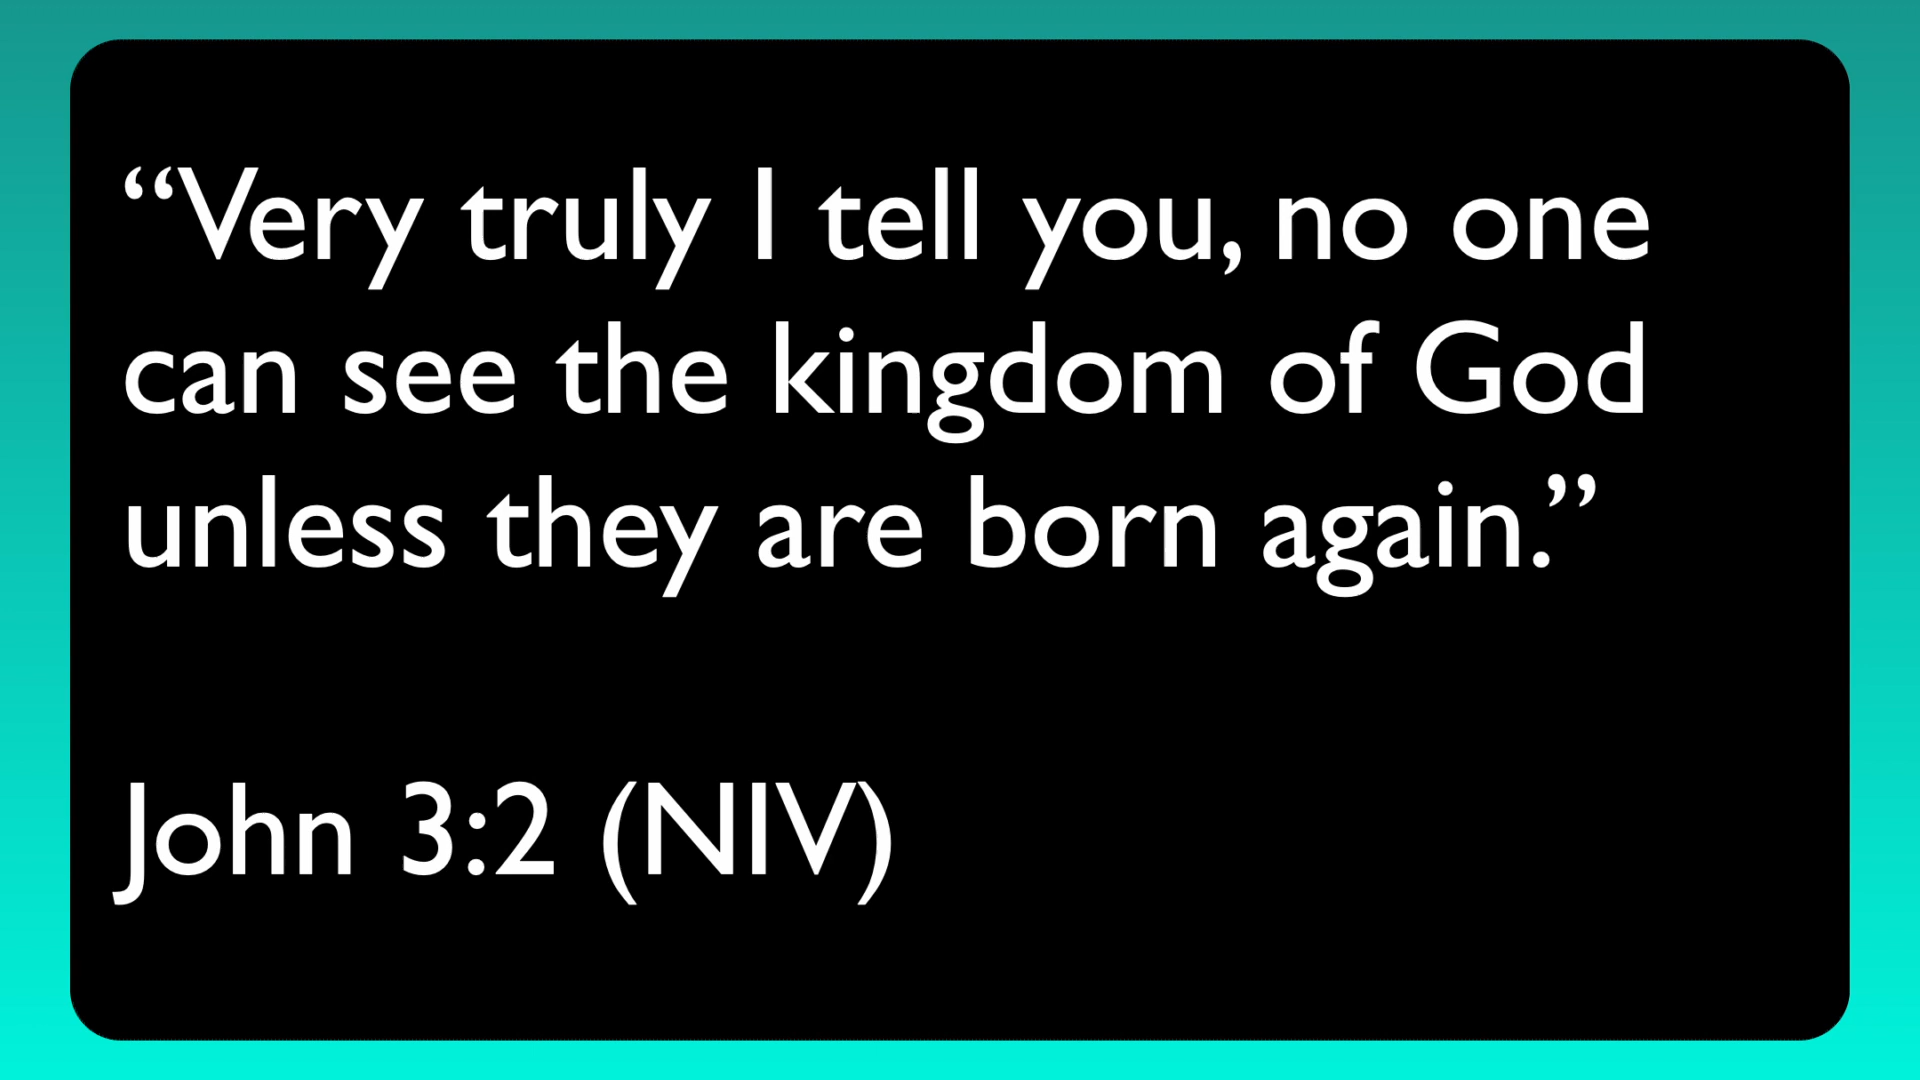 “Very truly I tell you, no one
can see the kingdom of God
unless they are born again.”
John 3:2 (NIV)